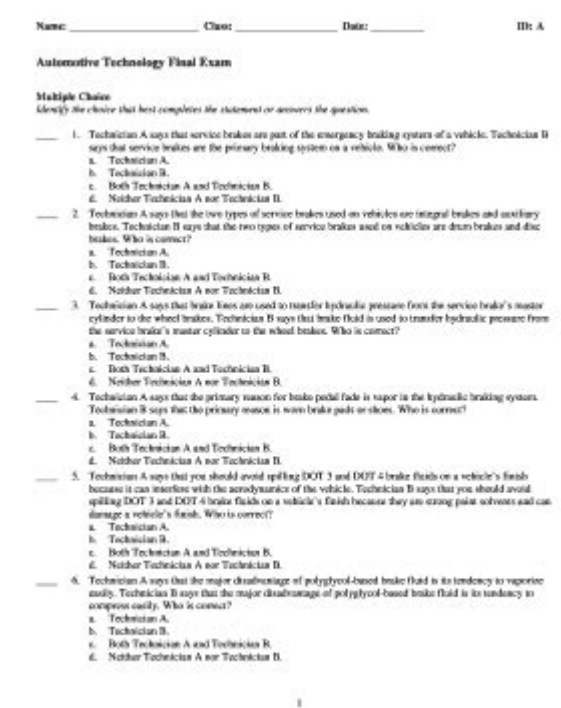 Name: ____________________ Class: ________________ Date: ________ ID: A
Automotive Technology Final Exam
Multiple Choice
Identify the choice that best completes the statement or answers the question.
____ 1. Technician A says that service brakes are part of the emergency braking system of a vehicle. Technician B
says that service brakes are the primary braking system on a vehicle. Who is correct?
a. Technician A.
b. Technician B.
c. Both Technician A and Technician B.
d. Neither Technician A nor Technician B.
____ 2. Technician A says that the two types of service brakes used on vehicles are integral brakes and auxiliary
brakes. Technician B says that the two types of service brakes used on vehicles are drum brakes and disc
brakes. Who is correct?
a. Technician A.
b. Technician B.
c. Both Technician A and Technician B.
d. Neither Technician A nor Technician B.
____ 3. Technician A says that brake lines are used to transfer hydraulic pressure from the service brake's master
cylinder to the wheel brakes. Technician B says that brake fluid is used to transfer hydraulic pressure from
the service brake's master cylinder to the wheel brakes. Who is correct?
a. Technician A.
b. Technician B.
c. Both Technician A and Technician B.
d. Neither Technician A nor Technician B.
____ 4. Technician A says that the primary reason for brake pedal fade is vapor in the hydraulic braking system.
Technician B says that the primary reason is worn brake pads or shoes. Who is correct?
a. Technician A.
b. Technician B.
c. Both Technician A and Technician B.
d. Neither Technician A nor Technician B.
____ 5. Technician A says that you should avoid spilling DOT 3 and DOT 4 brake fluids on a vehicle's finish
because it can interfere with the aerodynamics of the vehicle. Technician B says that you should avoid
spilling DOT 3 and DOT 4 brake fluids on a vehicle's finish because they are strong paint solvents and can
damage a vehicle's finish. Who is correct?
a. Technician A.
b. Technician B.
c. Both Technician A and Technician B.
d. Neither Technician A nor Technician B.
____ 6. Technician A says that the major disadvantage of polyglycol-based brake fluid is its tendency to vaporize
easily. Technician B says that the major disadvantage of polyglycol-based brake fluid is its tendency to
compress easily. Who is correct?
a. Technician A.
b. Technician B.
c. Both Technician A and Technician B.
d. Neither Technician A nor Technician B.
1